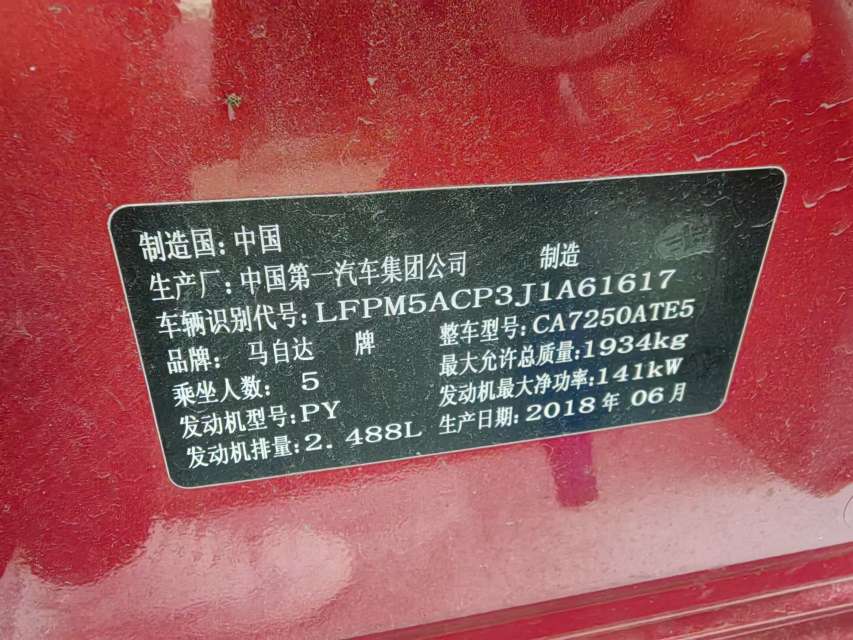 制造国:中国
生产厂:中国第一汽车集团公司 制造
车辆识别代号:LFPM5ACP3J1A61617
品牌: 马自达 牌 整车型号:CA7250ATE5
乘坐人数: 5 最大允许总质量:1934kg
发动机型号:PY 发动机最大净功率:141kW
发动机排量:2.488L 生产日期:2018年 06月